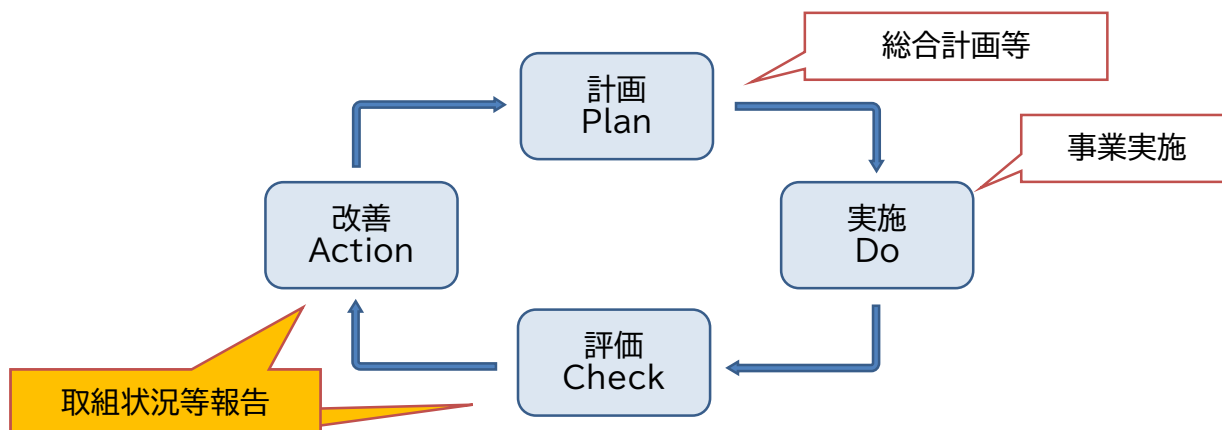 総合計画等
計画
Plan
事業実施
改善
Action
実施
Do
評価
Check
取組状況等報告